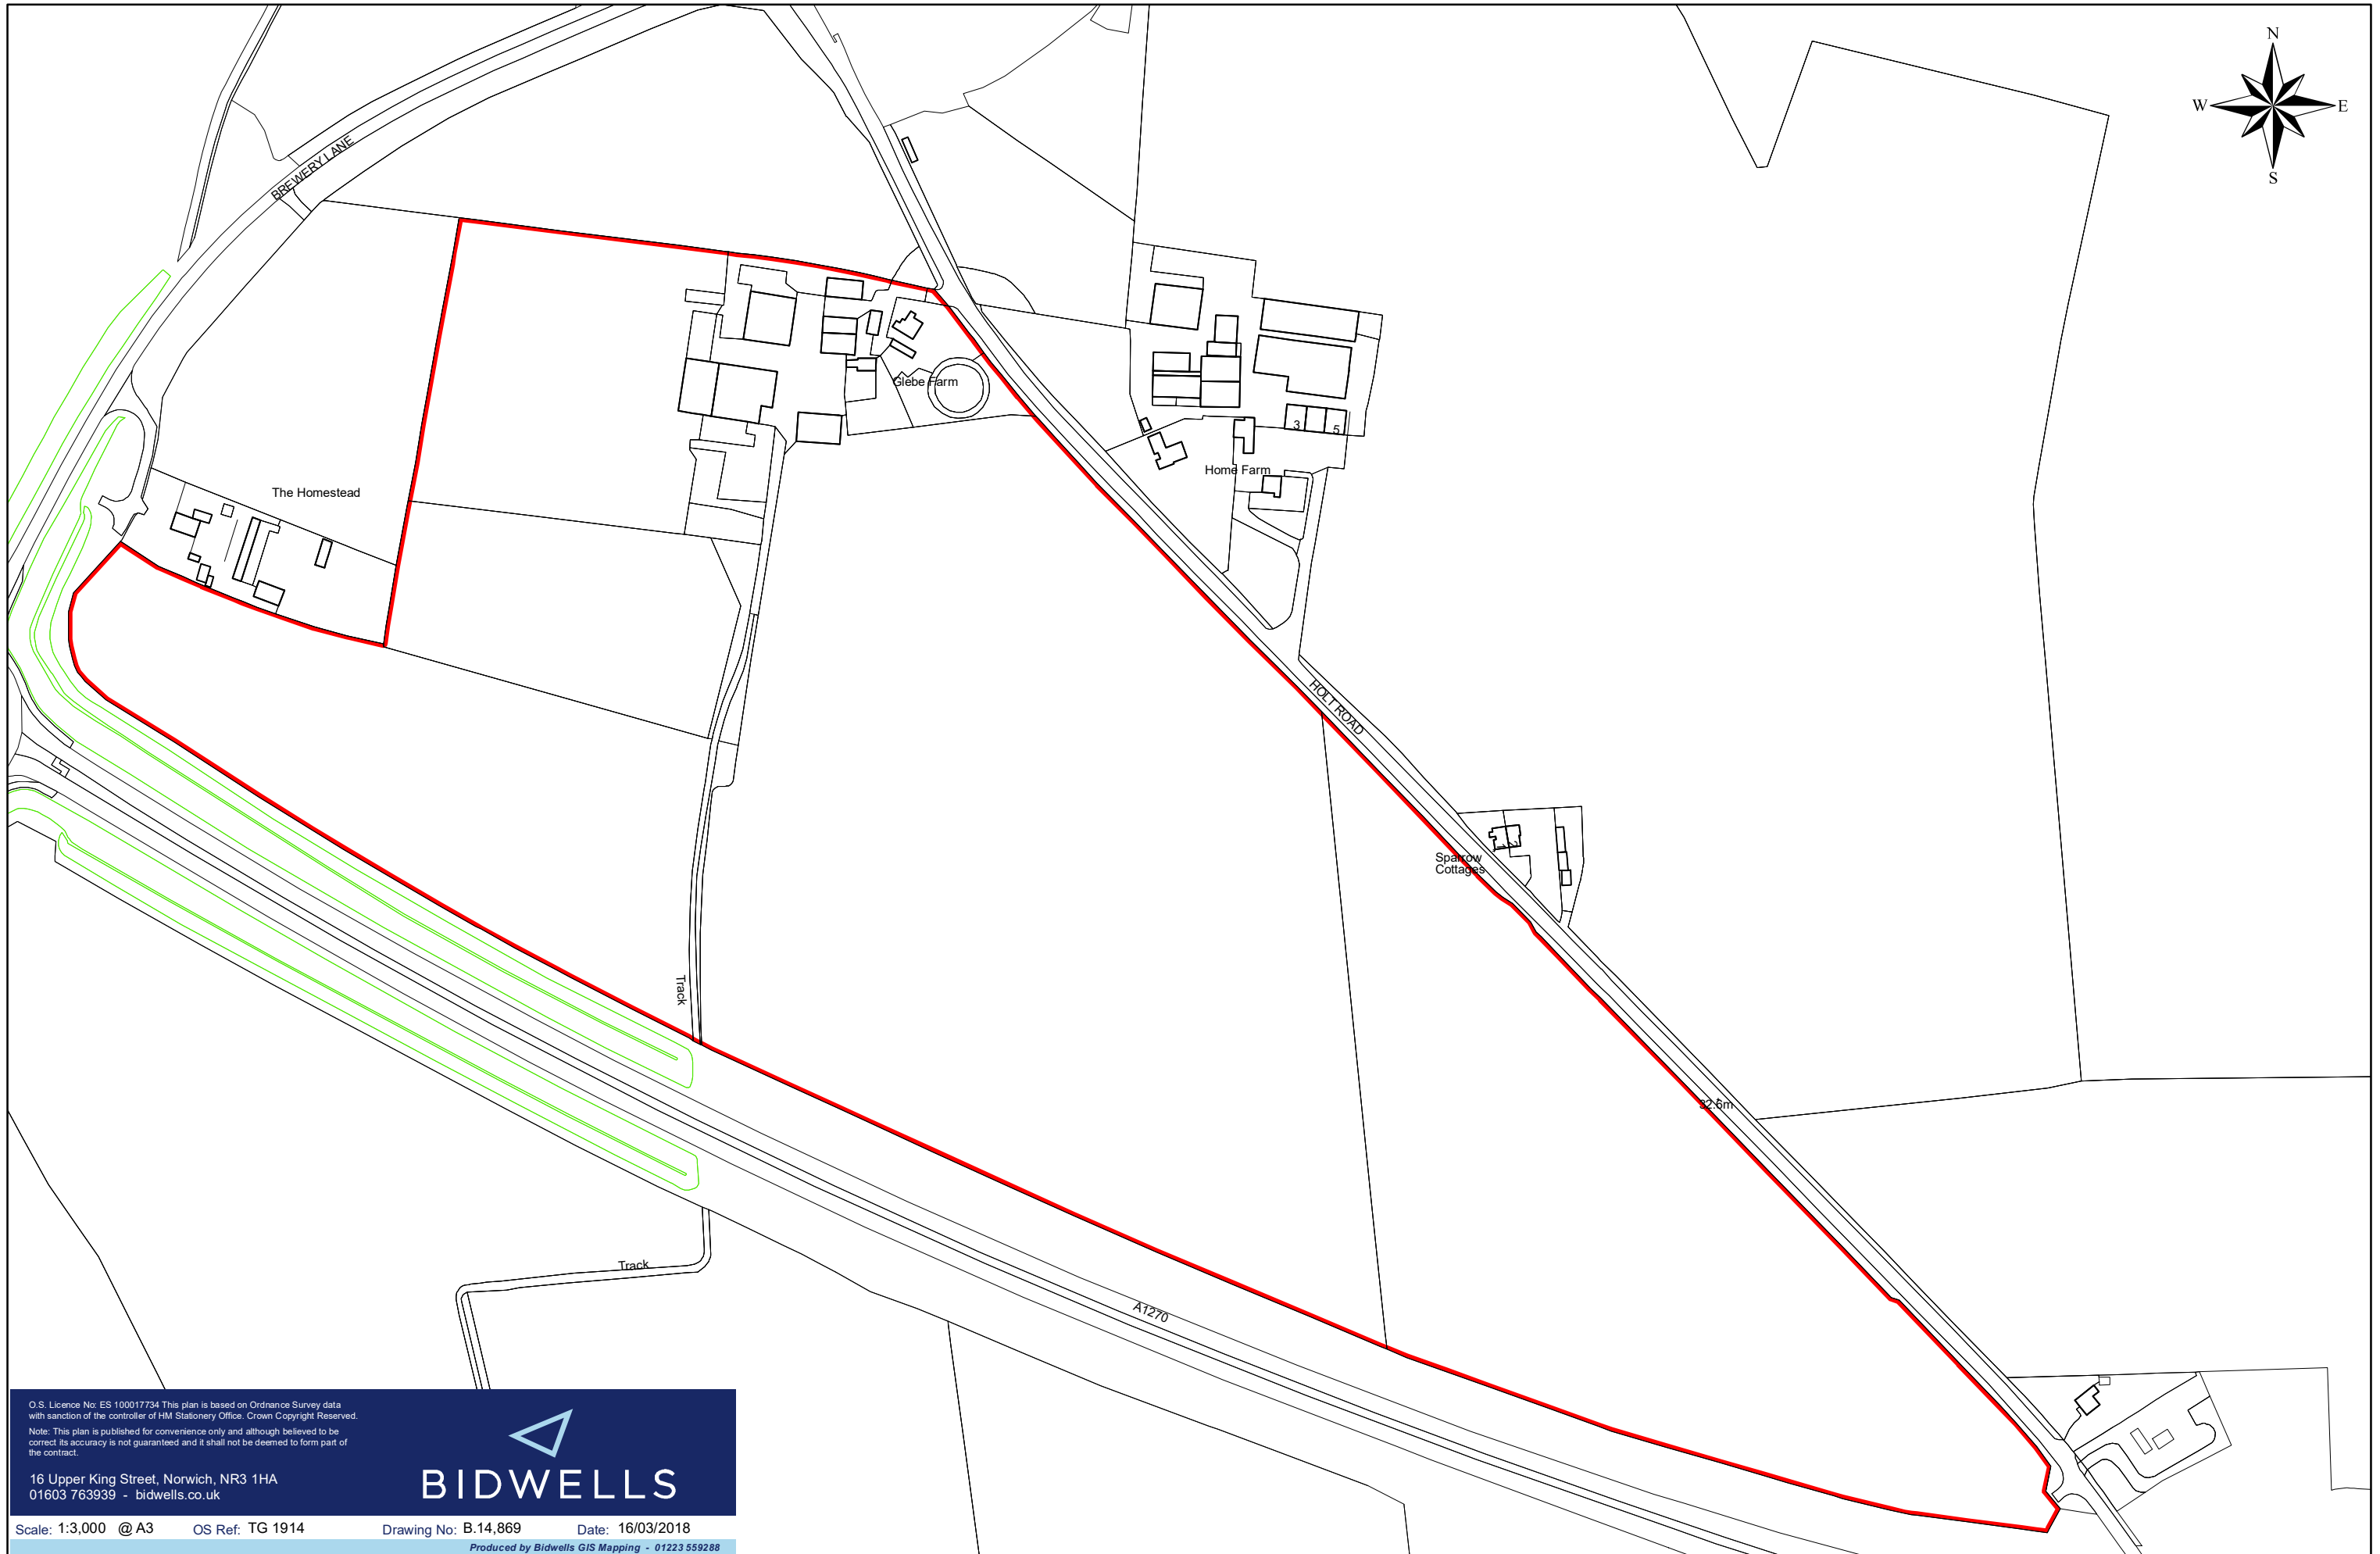 N
W E
S
BREWERY LANE
Glebe Farm
3 5
Home Farm
The Homestead
HOLT ROAD
1 2
Sparrow
Cottages
Track
32.6m
Track
A1270
O.S. Licence No: ES 100017734 This plan is based on Ordnance Survey data
with sanction of the controller of HM Stationery Office. Crown Copyright Reserved.
Note: This plan is published for convenience only and although believed to be
correct its accuracy is not guaranteed and it shall not be deemed to form part of
the contract.
16 Upper King Street, Norwich, NR3 1HA
01603 763939 - bidwells.co.uk
BIDWELLS
Scale: 1:3,000 @ A3 OS Ref: TG 1914 Drawing No: B.14,869 Date: 16/03/2018
Produced by Bidwells GIS Mapping - 01223 559288